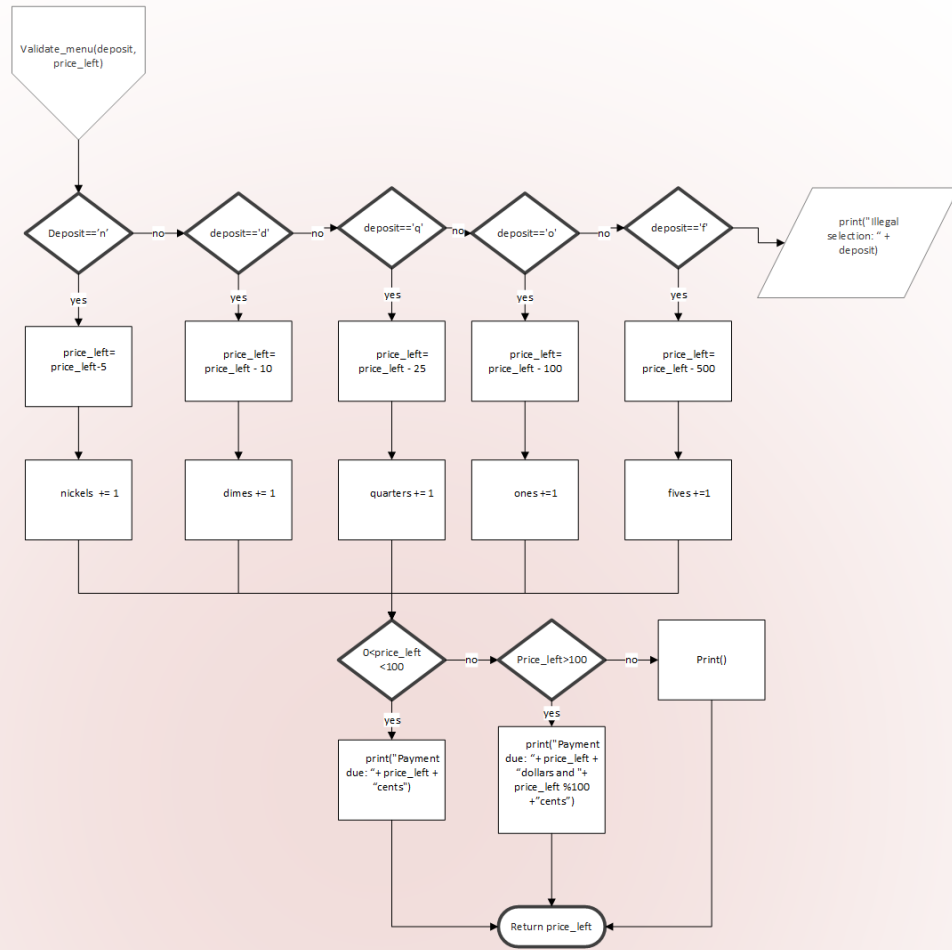 Validate_menu(deposit,
price_left)
Deposit=='n'
no
deposit=='d'
no
deposit=='q'
no
deposit=='o'
no
deposit=='f'
print("Illegal
selection: “ +
deposit)
yes
yes
yes
yes
yes
price_left=
price_left-5
price_left=
price_left - 10
price_left=
price_left - 25
price_left=
price_left - 100
price_left=
price_left - 500
nickels += 1
dimes += 1
quarters += 1
ones +=1
fives +=1
0<price_left
<100
no
Price_left>100
no
Print()
yes
yes
print("Payment
due: “+ price_left +
“cents")
print("Payment
due: “+ price_left +
“dollars and "+
price_left %100
+“cents”)
Return price_left